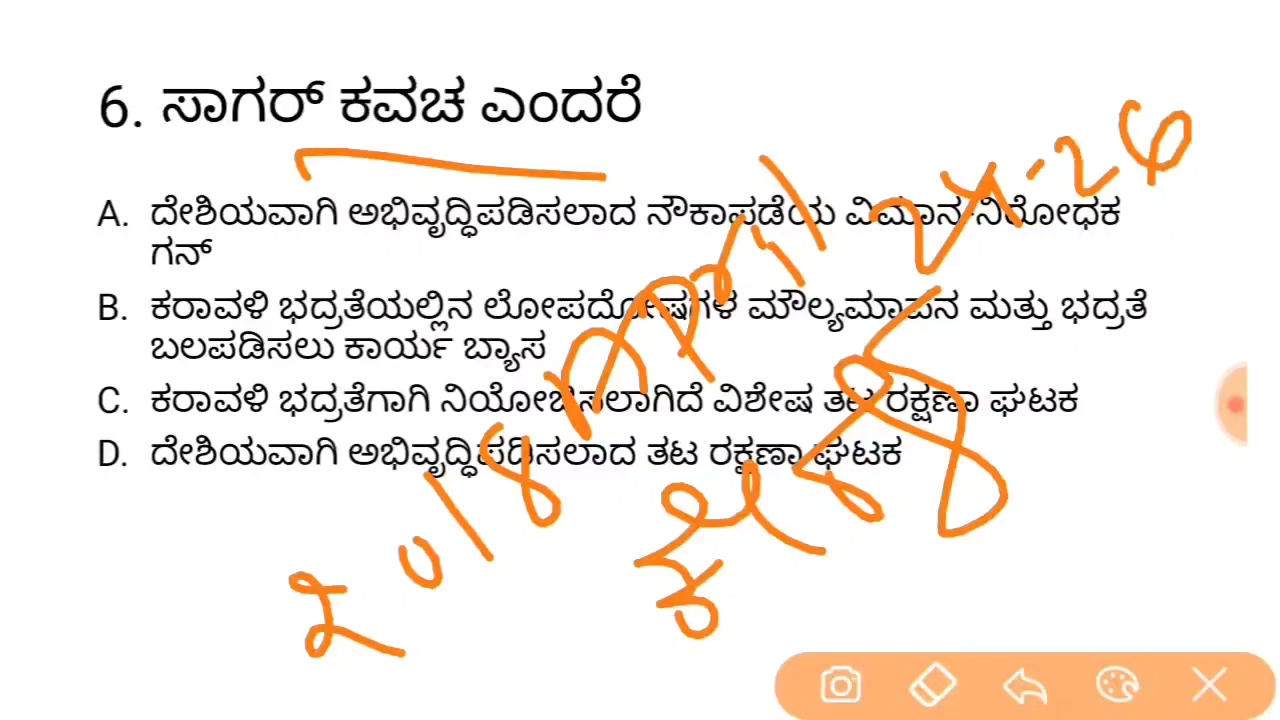 6. ಸಾಗರ್ ಕವಚ ಎಂದರೆ
A. ದೇಶಿಯವಾಗಿ ಅಭಿವೃದ್ಧಿಪಡಿಸಲಾದ ನೌಕಾಪಡೆಯ ವಿಮಾನ-ನಿರೋಧಕ
ಗನ್
B. ಕರಾವಳಿ ಭದ್ರತೆಯಲ್ಲಿನ ಲೋಪದೋಷಗಳ ಮೌಲ್ಯಮಾಪನ ಮತ್ತು ಭದ್ರತೆ
ಬಲಪಡಿಸಲು ಕಾರ್ಯ ಬ್ಯಾಸ
C. ಕರಾವಳಿ ಭದ್ರತೆಗಾಗಿ ನಿಯೋಜಿಸಲಾಗಿದೆ ವಿಶೇಷ ತಟ ರಕ್ಷಣಾ ಘಟಕ
D. ದೇಶಿಯವಾಗಿ ಅಭಿವೃದ್ಧಿಪಡಿಸಲಾದ ತಟ ರಕ್ಷಣಾ ಘಟಕ
2018 April 24-26